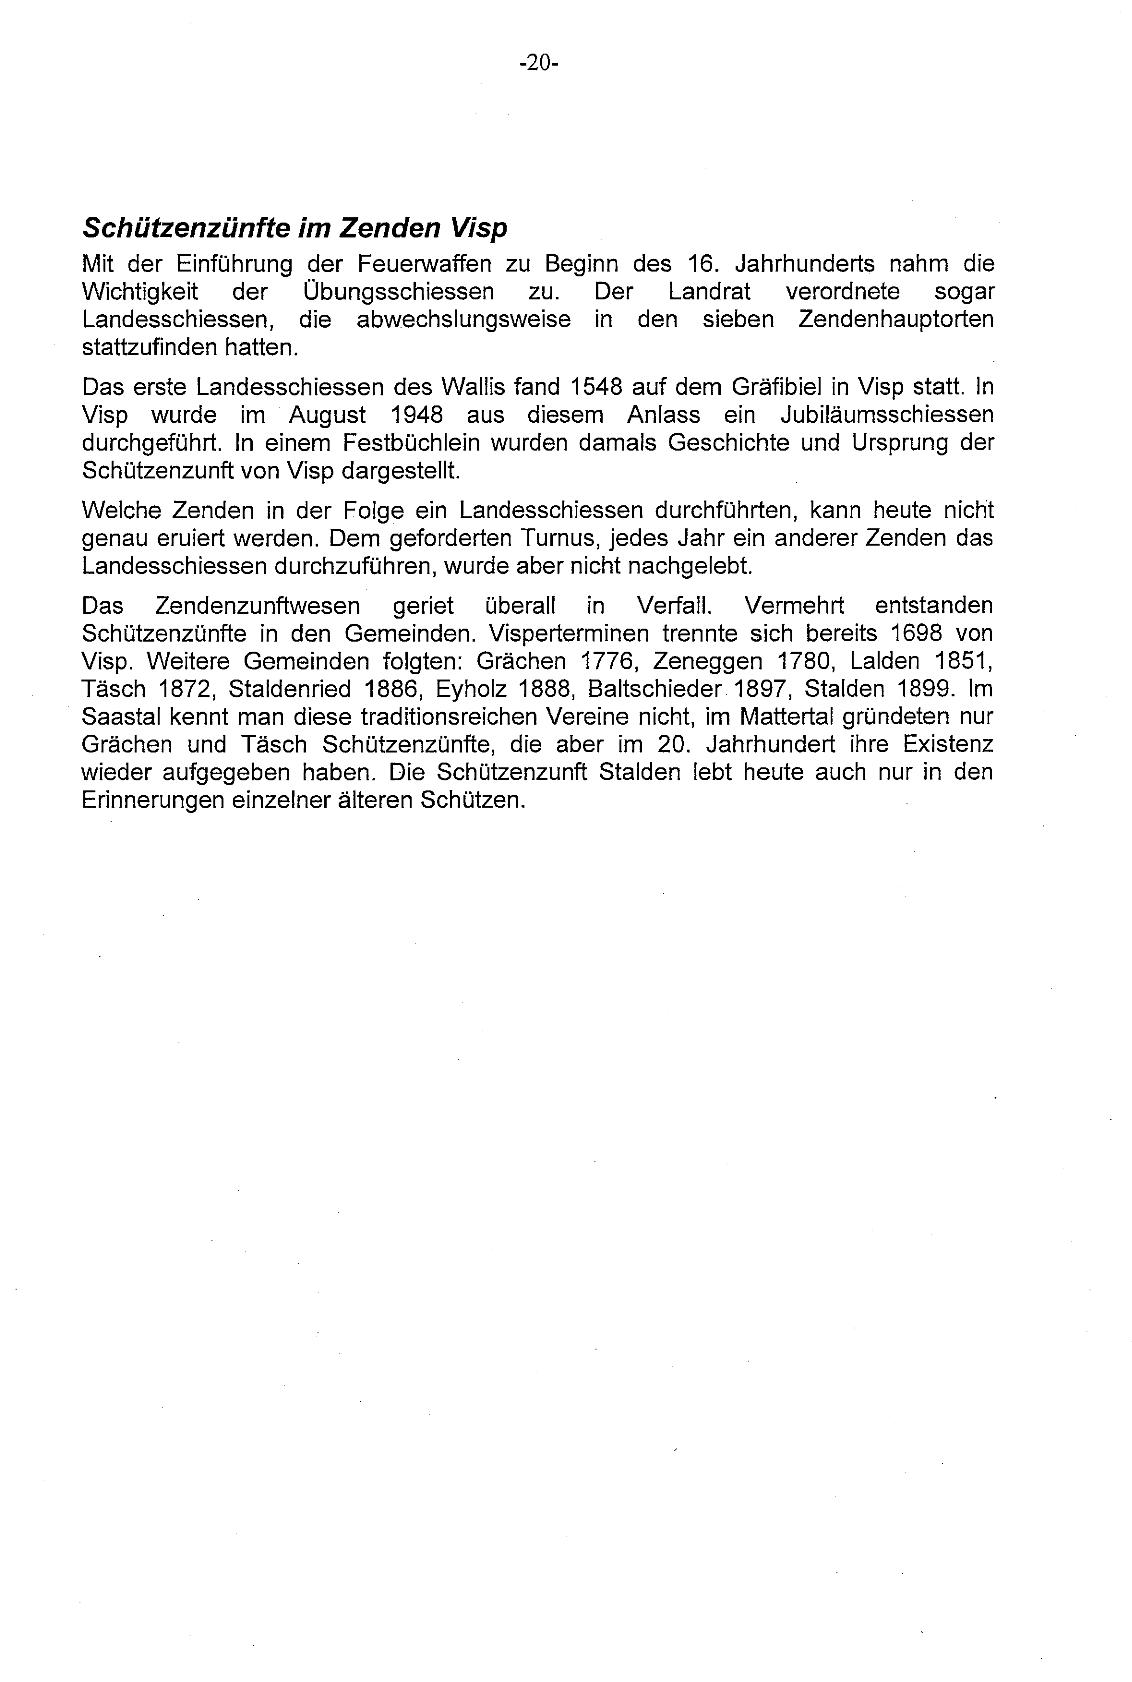 -20-
Schützenzünfte im Zenden Visp
Mit der Einführung der Feuerwaffen zu Beginn des 16. Jahrhunderts nahm die
Wichtigkeit der Übungsschiessen zu. Der Landrat verordnete sogar
Landesschiessen, die abwechslungsweise in den sieben Zendenhauptorten
stattzufinden hatten.
Das erste Landesschiessen des Wallis fand 1548 auf dem Gräfibiel in Visp statt. In
Visp wurde im August 1948 aus diesem Anlass ein Jubiläumsschiessen
durchgeführt. In einem Festbüchlein wurden damals Geschichte und Ursprung der
Schützenzunft von Visp dargestellt.
Welche Zenden in der Folge ein Landesschiessen durchführten, kann heute nicht
genau eruiert werden. Dem geforderten Turnus, jedes Jahr ein anderer Zenden das
Landesschiessen durchzuführen, wurde aber nicht nachgelebt.
Das Zendenzunftwesen geriet überall in Verfall. Vermehrt entstanden
Schützenzünfte in den Gemeinden. Visperterminen trennte sich bereits 1698 von
Visp. Weitere Gemeinden folgten: Grächen 1776, Zeneggen 1780, Lalden 1851,
Täsch 1872, Staldenried 1886, Eyholz 1888, Baltschieder 1897, Stalden 1899. Im
Saastal kennt man diese traditionsreichen Vereine nicht, im Mattertal gründeten nur
Grächen und Täsch Schützenzünfte, die aber im 20. Jahrhundert ihre Existenz
wieder aufgegeben haben. Die Schützenzunft Stalden lebt heute auch nur in den
Erinnerungen einzelner älteren Schützen.